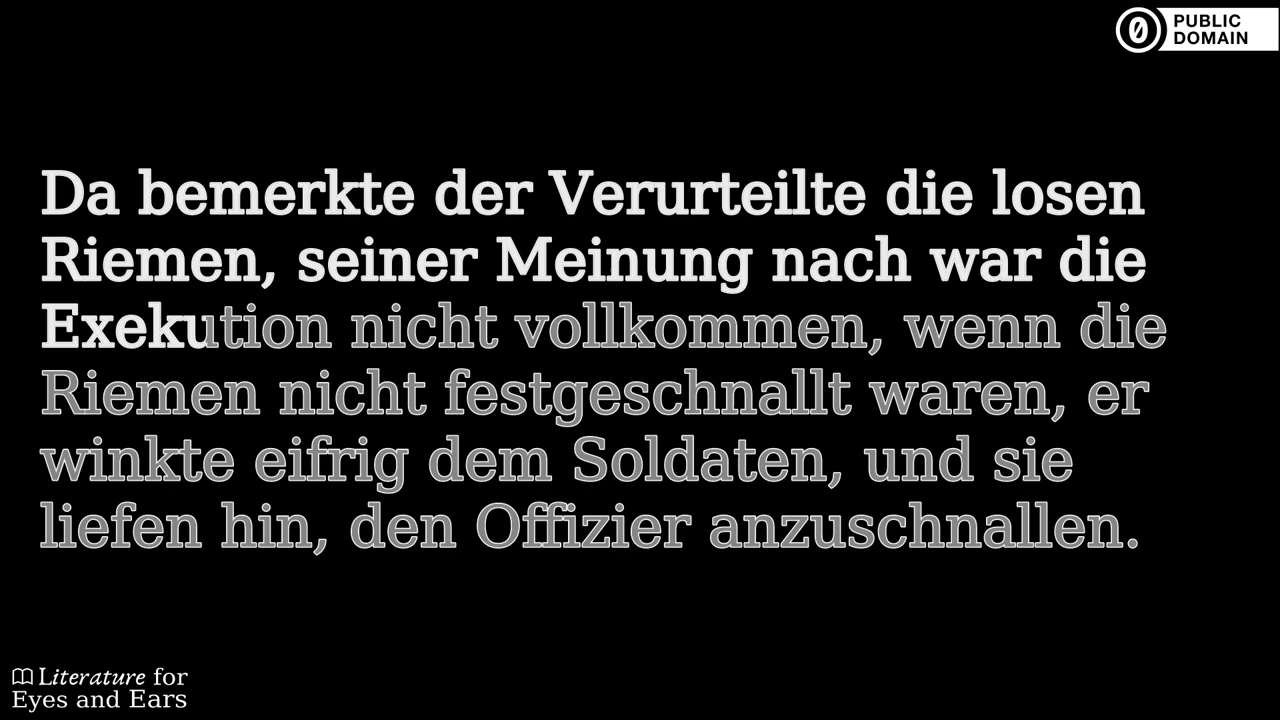 PUBLIC
DOMAIN
Da bemerkte der Verurteilte die losen
Riemen, seiner Meinung nach war die
Exekution nicht vollkommen, wenn die
Riemen nicht festgeschnallt waren, er
winkte eifrig dem Soldaten, und sie
liefen hin, den Offizier anzuschnallen.
Literature for
Eyes and Ears